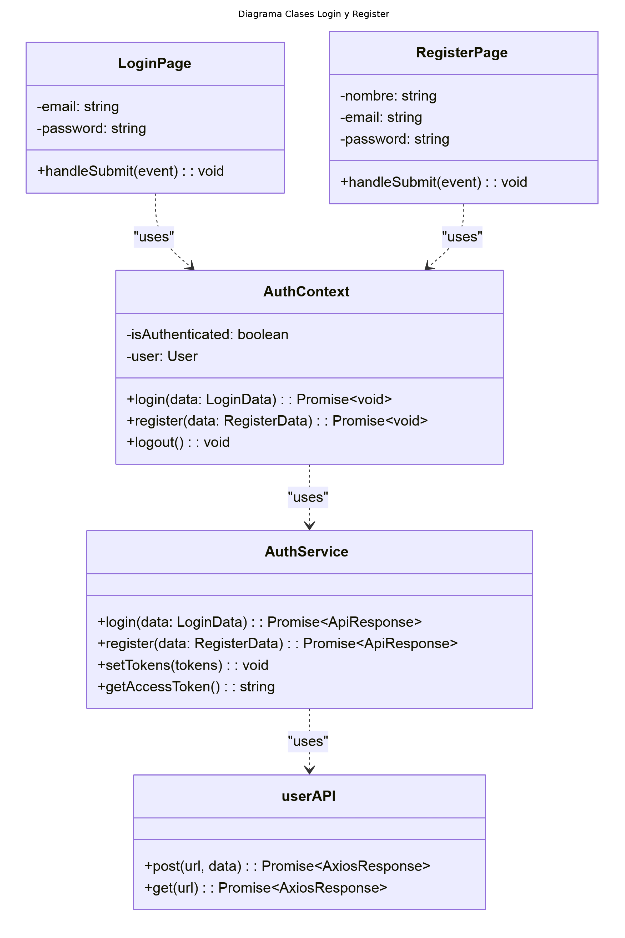 Diagrama Clases Login y Register
LoginPage
-email: string
-password: string
+handleSubmit(event) : : void
RegisterPage
-nombre: string
-email: string
-password: string
+handleSubmit(event) : : void
"uses"
"uses"
AuthContext
-isAuthenticated: boolean
-user: User
+login(data: LoginData) : : Promise<void>
+register(data: RegisterData) : : Promise<void>
+logout() : : void
"uses"
AuthService
+login(data: LoginData) : : Promise<ApiResponse>
+register(data: RegisterData) : : Promise<ApiResponse>
+setTokens(tokens) : : void
+getAccessToken() : : string
"uses"
userAPI
+post(url, data) : : Promise<AxiosResponse>
+get(url) : : Promise<AxiosResponse>